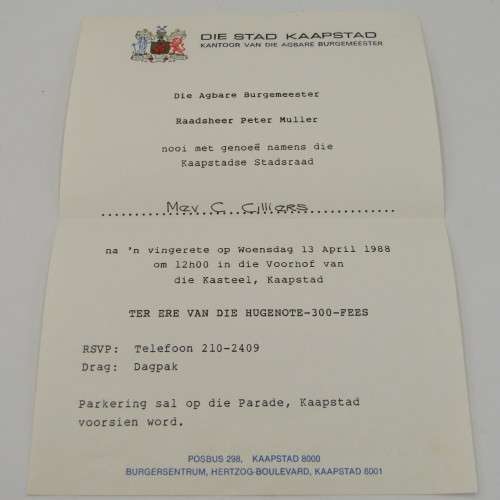 DIE STAD KAAPSTAD
KANTOOR VAN DIE AGBARE BURGEMEESTER
Die Agbare Burgemeester
Raadsheer Peter Muller
nooi met genoeë namens die
Kaapstadse Stadsraad
Mev C. Cilliers
na 'n vingerete op Woensdag 13 April 1988
om 12h00 in die Voorhof van
die Kasteel, Kaapstad
TER ERE VAN DIE HUGENOTE-300-FEES
RSVP: Telefoon 210-2409
Drag: Dagpak
Parkering sal op die Parade, Kaapstad
voorsien word.
POSBUS 298, KAAPSTAD 8000
BURGERSENTRUM, HERTZOG-BOULEVARD, KAAPSTAD 8001